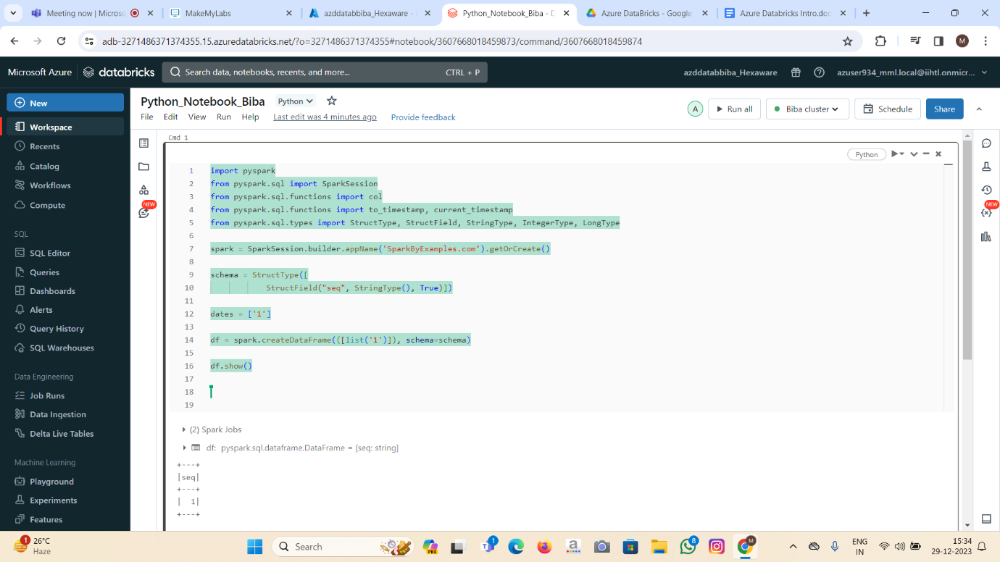 Meeting now | Microso
MakeMyLabs
azddatabbiba_Hexaware -
Python_Notebook_Biba - D
Azure DataBricks - Google
Azure Databricks Intro.doc
adb-3271486371374355.15.azuredatabricks.net/?o=3271486371374355#notebook/3607668018459873/command/3607668018459874
M
Microsoft Azure
databricks
Search data, notebooks, recents, and more...
CTRL + P
azddatabbiba_Hexaware
azuser934_mml.local@iihtl.onmicr...
New
Workspace
Recents
Catalog
Workflows
Compute
SQL
SQL Editor
Queries
Dashboards
Alerts
Query History
SQL Warehouses
Data Engineering
Job Runs
Data Ingestion
Delta Live Tables
Machine Learning
Playground
Experiments
Features
Python_Notebook_Biba
Python
File Edit View Run Help Last edit was 4 minutes ago Provide feedback
A
Run all
Biba cluster
Schedule
Share
NEW
NEW
Cmd 1
Python
1 import pyspark
2 from pyspark.sql import SparkSession
3 from pyspark.sql.functions import col
4 from pyspark.sql.functions import to_timestamp, current_timestamp
5 from pyspark.sql.types import StructType, StructField, StringType, IntegerType, LongType
6
7 spark = SparkSession.builder.appName('SparkByExamples.com').getOrCreate()
8
9 schema = StructType([
10 StructField("seq", StringType(), True)])
11
12 dates = ['1']
13
14 df = spark.createDataFrame(([list('1')]), schema=schema)
15
16 df.show()
17
18
19
(2) Spark Jobs
df: pyspark.sql.dataframe.DataFrame = [seq: string]
+---+
|seq|
+---+
|  1|
+---+
1
26°C
Haze
Search
PRE
1
a
8
M
ENG
IN
15:34
29-12-2023